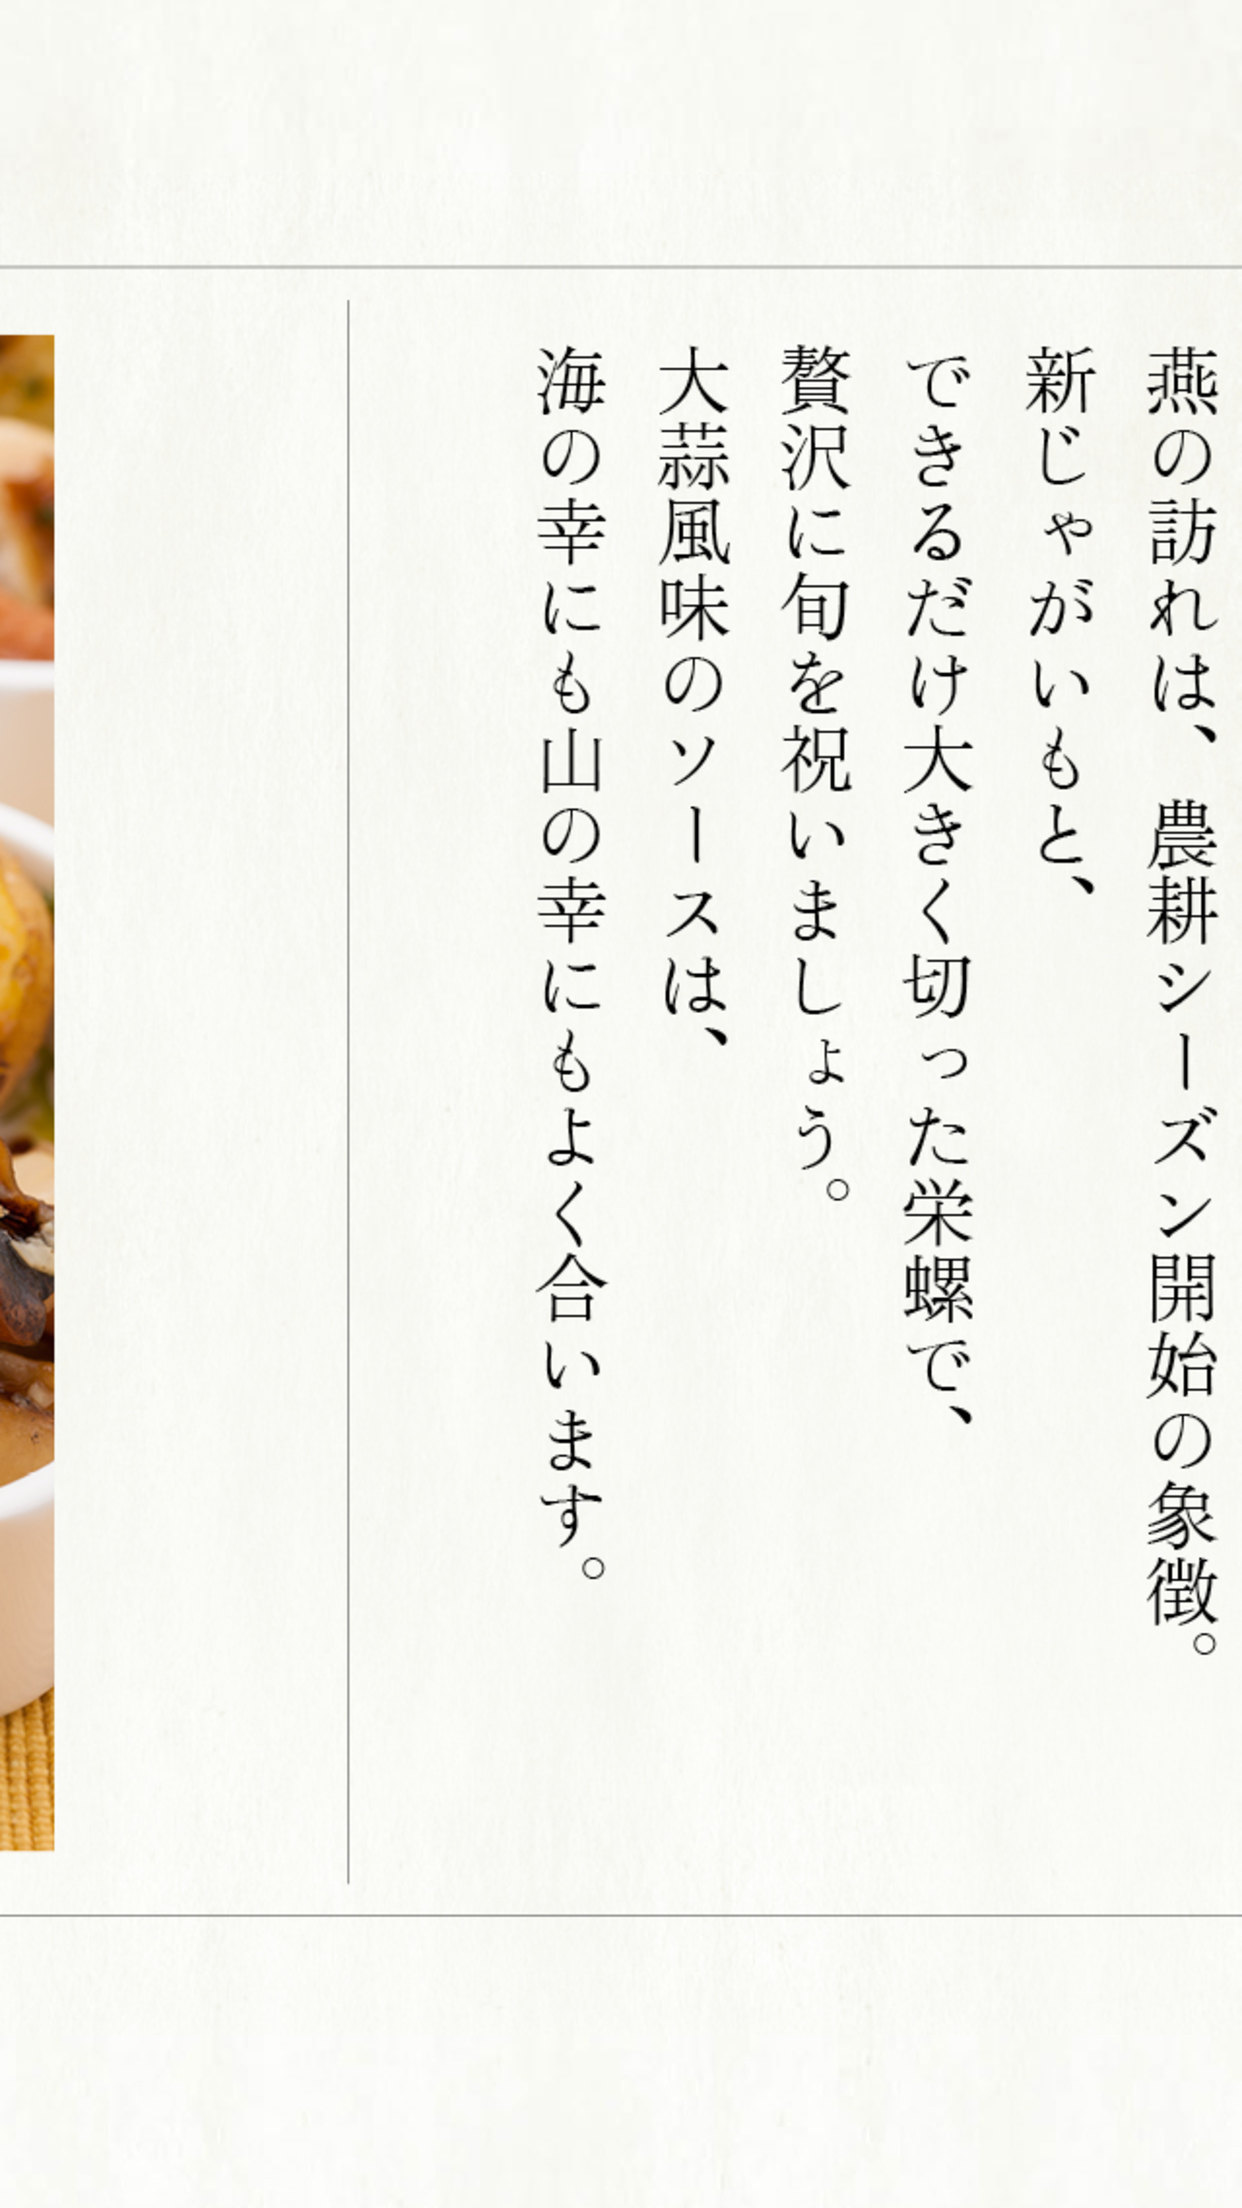 燕の訪れは、農耕シーズン開始の象徴。
新じゃがいもと、
できるだけ大きく切った栄螺で、
贅沢に旬を祝いましょう。
大蒜風味のソースは、
海の幸にも山の幸にもよく合います。